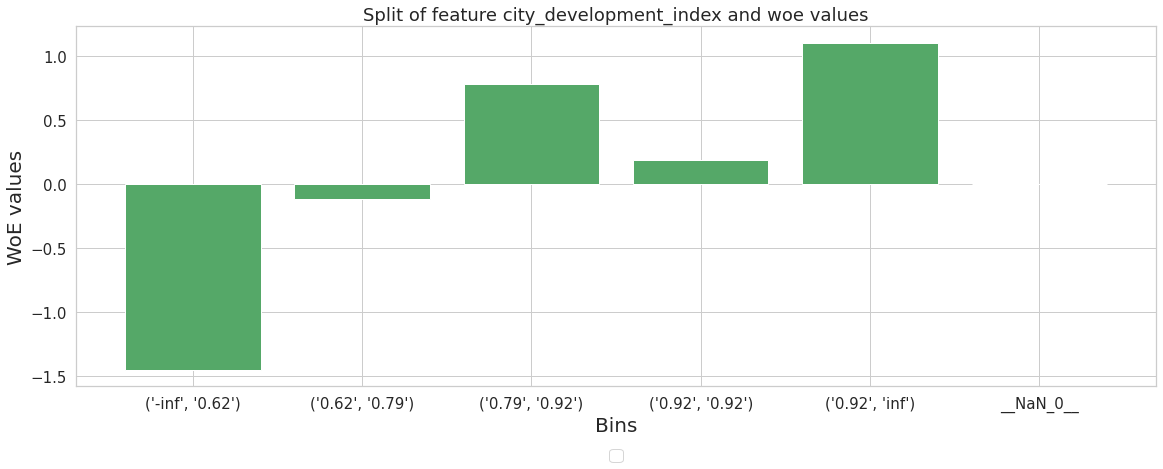 Split of feature city_development_index and woe values
WoE values
1.0
0.5
0.0
−0.5
−1.0
−1.5
('-inf', '0.62') ('0.62', '0.79') ('0.79', '0.92') ('0.92', '0.92') ('0.92', 'inf') __NaN_0__
Bins